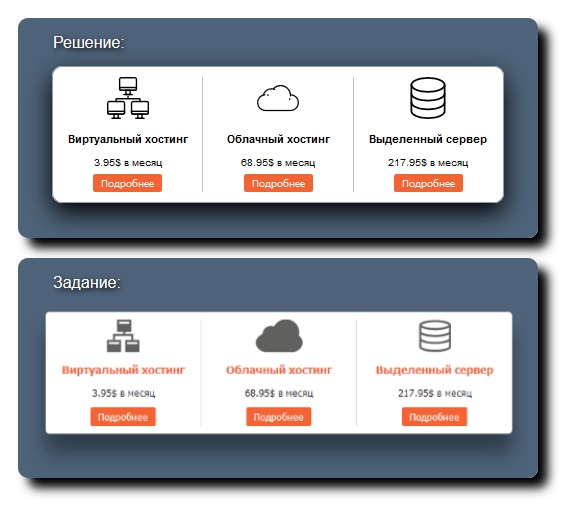 Решение:
Виртуальный хостинг Облачный хостинг Выделенный сервер
3.95$ в месяц 68.95$ в месяц 217.95$ в месяц
Подробнее Подробнее Подробнее
Задание:
Виртуальный хостинг Облачный хостинг Выделенный сервер
3.95$ в месяц 68.95$ в месяц 217.95$ в месяц
Подробнее Подробнее Подробнее